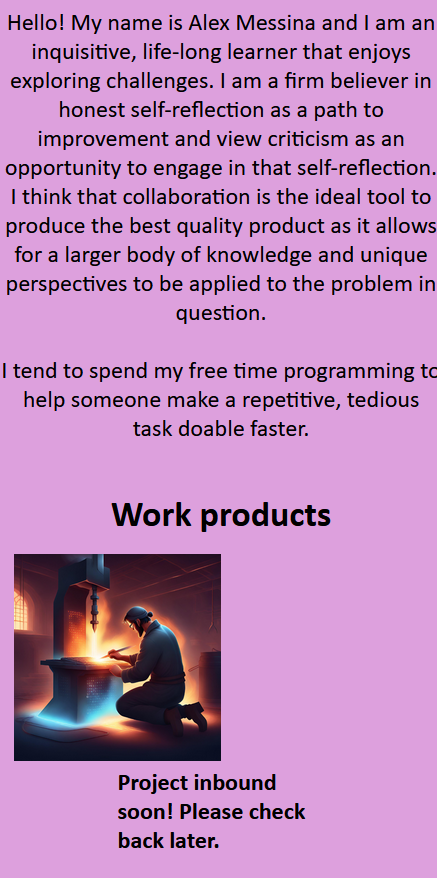 Hello! My name is Alex Messina and I am an
inquisitive, life-long learner that enjoys
exploring challenges. I am a firm believer in
honest self-reflection as a path to
improvement and view criticism as an
opportunity to engage in that self-reflection.
I think that collaboration is the ideal tool to
produce the best quality product as it allows
for a larger body of knowledge and unique
perspectives to be applied to the problem in
question.
I tend to spend my free time programming to
help someone make a repetitive, tedious
task doable faster.
Work products
Project inbound
soon! Please check
back later.